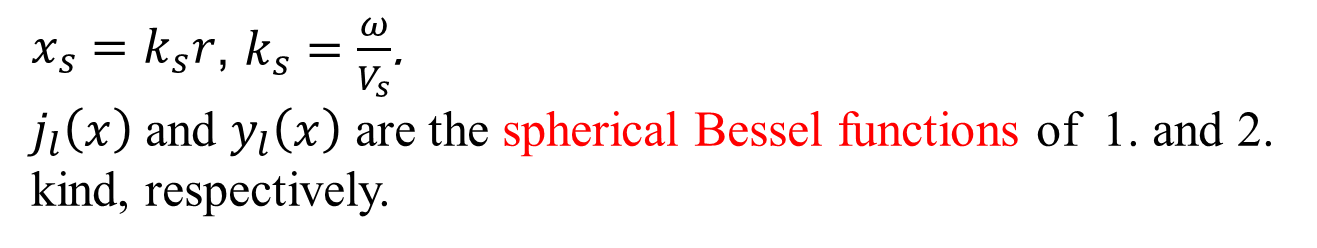 x_s = k_s r, k_s = ω/V_s.
j_l(x) and y_l(x) are the spherical Bessel functions of 1. and 2.
kind, respectively.